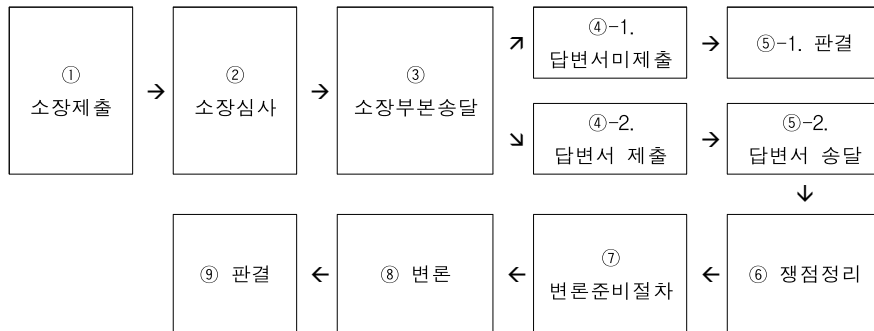 ①
소장제출
→
②
소장심사
→
③
소장부본송달
↗
④-1.
답변서미제출
→
⑤-1. 판결
↘
④-2.
답변서 제출
→
⑤-2.
답변서 송달
↓
⑥ 쟁점정리
←
⑦
변론준비절차
←
⑧ 변론
←
⑨ 판결